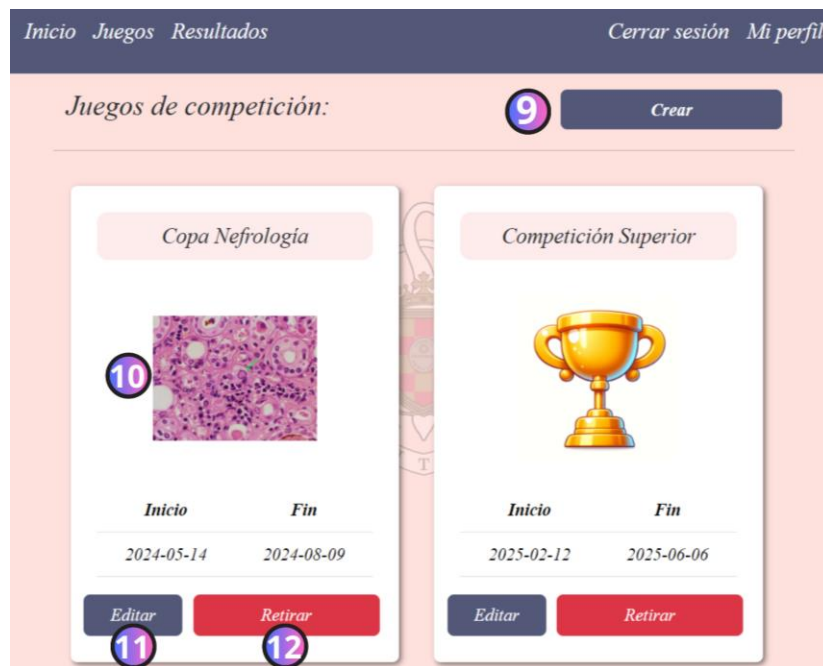 Inicio Juegos Resultados Cerrar sesión Mi perfil
Juegos de competición:
9
Crear
Copa Nefrología
10
Inicio Fin
2024-05-14 2024-08-09
Editar Retirar
11 12
Competición Superior
Inicio Fin
2025-02-12 2025-06-06
Editar Retirar
T